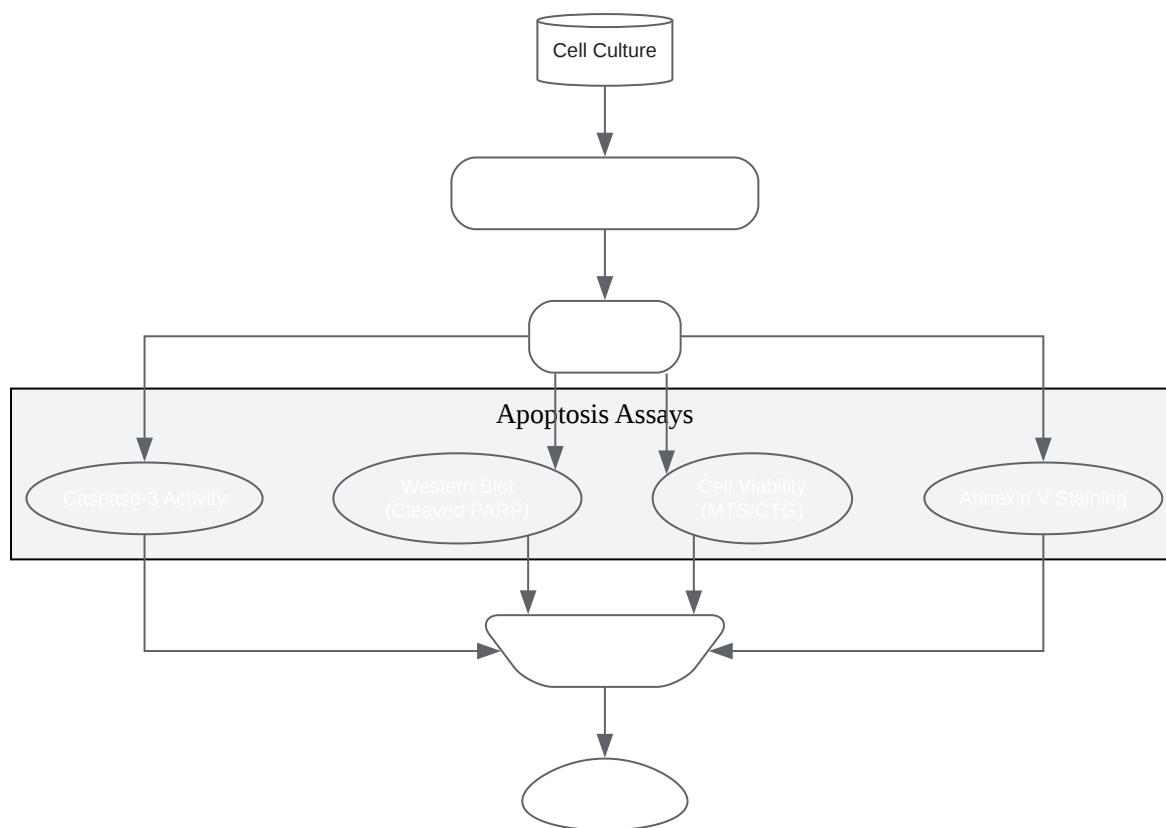 Cell Culture
Apoptosis Assays
Caspase-3 Activity
Western Blot
(Cleaved PARP)
Cell Viability
(MTS/CTG)
Annexin V Staining